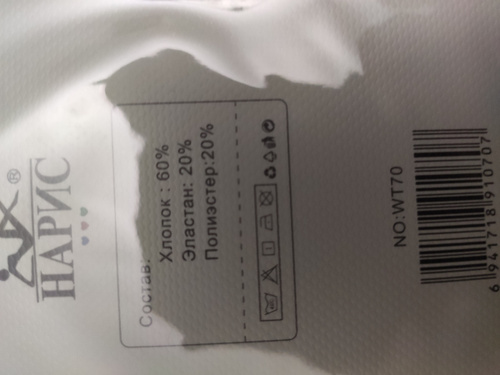 НАРИС®
Состав:
Хлопок : 60%
Эластан: 20%
Полиэстер:20%
NO:WT70
6 941718 910707